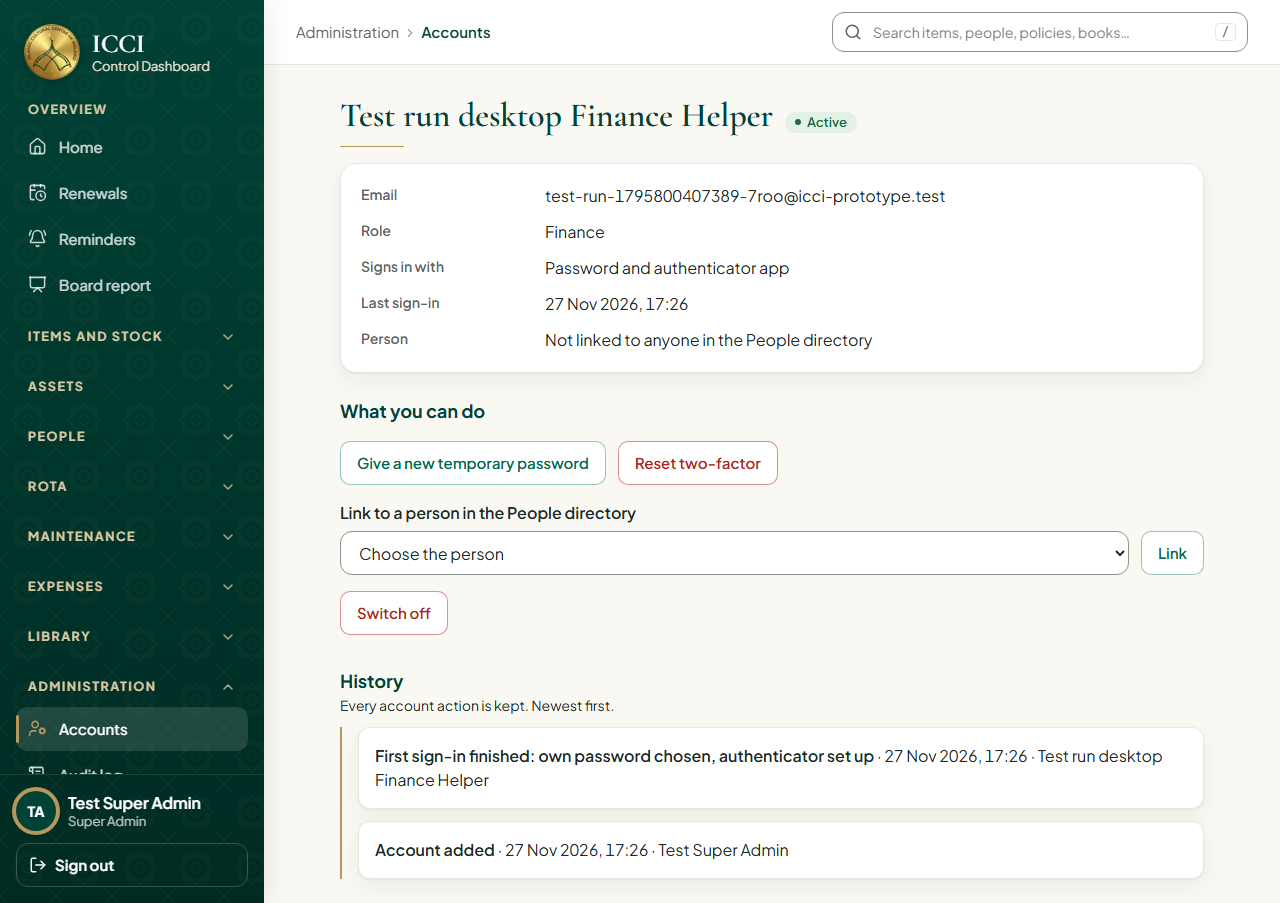 ICCI
Control Dashboard
OVERVIEW
Home
Renewals
Reminders
Board report
ITEMS AND STOCK
ASSETS
PEOPLE
ROTA
MAINTENANCE
EXPENSES
LIBRARY
ADMINISTRATION
Accounts
Audit log
TA
Test Super Admin
Super Admin
Sign out
Administration › Accounts
Search items, people, policies, books… /
Test run desktop Finance Helper
Active
Email test-run-1795800407389-7roo@icci-prototype.test
Role Finance
Signs in with Password and authenticator app
Last sign-in 27 Nov 2026, 17:26
Person Not linked to anyone in the People directory
What you can do
Give a new temporary password Reset two-factor
Link to a person in the People directory
Choose the person Link
Switch off
History
Every account action is kept. Newest first.
First sign-in finished: own password chosen, authenticator set up · 27 Nov 2026, 17:26 · Test run desktop
Finance Helper
Account added · 27 Nov 2026, 17:26 · Test Super Admin